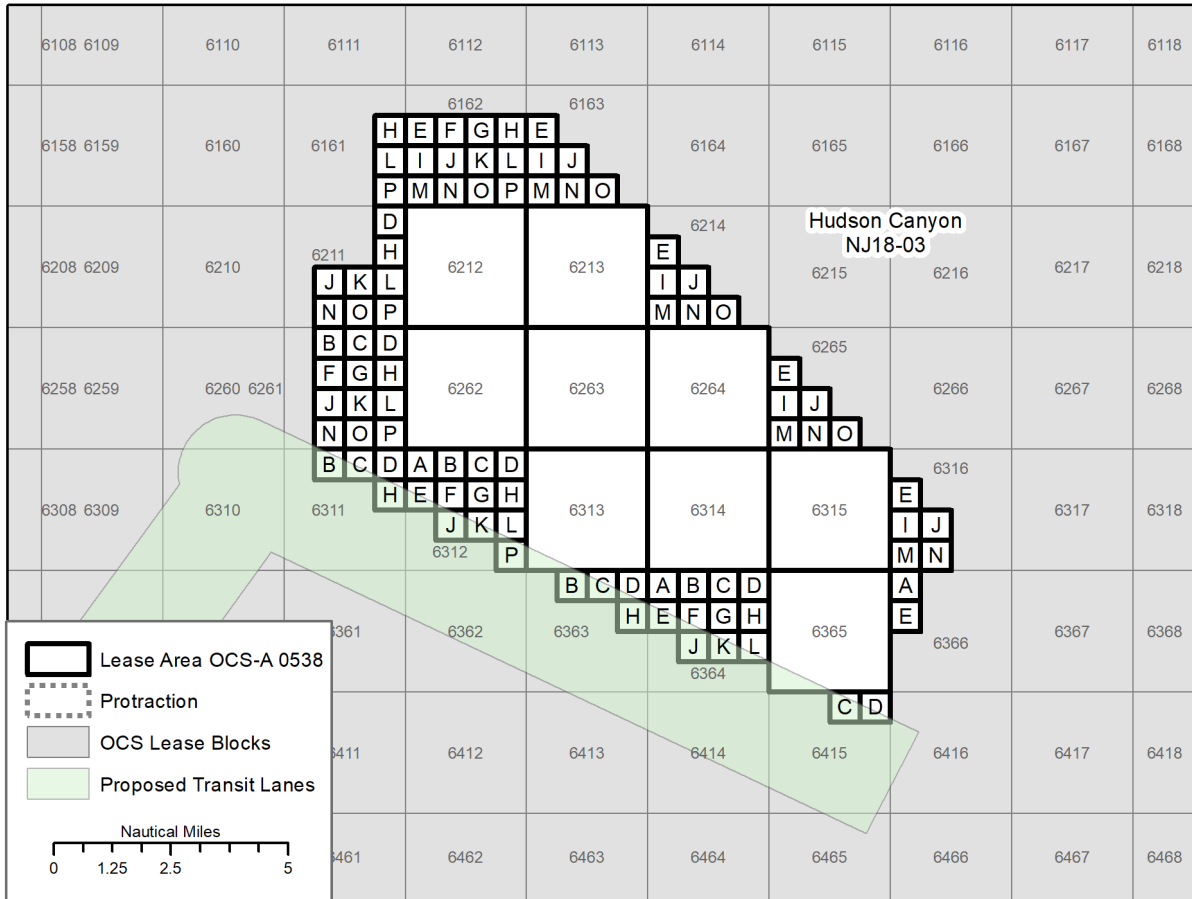 6108 6109 6110 6111 6112 6113 6114 6115 6116 6117 6118
6162 6163
H E F G H E
6158 6159 6160 6161 6164 6165 6166 6167 6168
L I J K L I J
P M N O P M N O
D
Hudson Canyon
NJ18-03
6214
6211 H E
6208 6209 6210 6212 6213 6215 6216 6217 6218
J K L I J
N O P M N O
B C D 6265
F G H E
6258 6259 6260 6261 6262 6263 6264 6266 6267 6268
J K L I J
N O P M N O
B C D A B C D 6316
H E F G H E
6308 6309 6310 6311 6313 6314 6315 6317 6318
J K L I J
6312 P M N
B C D A B C D A
H E F G H E
6361 6362 6363 6365 6366 6367 6368
J K L
6364
C D
6411 6412 6413 6414 6415 6416 6417 6418
6461 6462 6463 6464 6465 6466 6467 6468
Lease Area OCS-A 0538
Protraction
OCS Lease Blocks
Proposed Transit Lanes
Nautical Miles
0 1.25 2.5 5